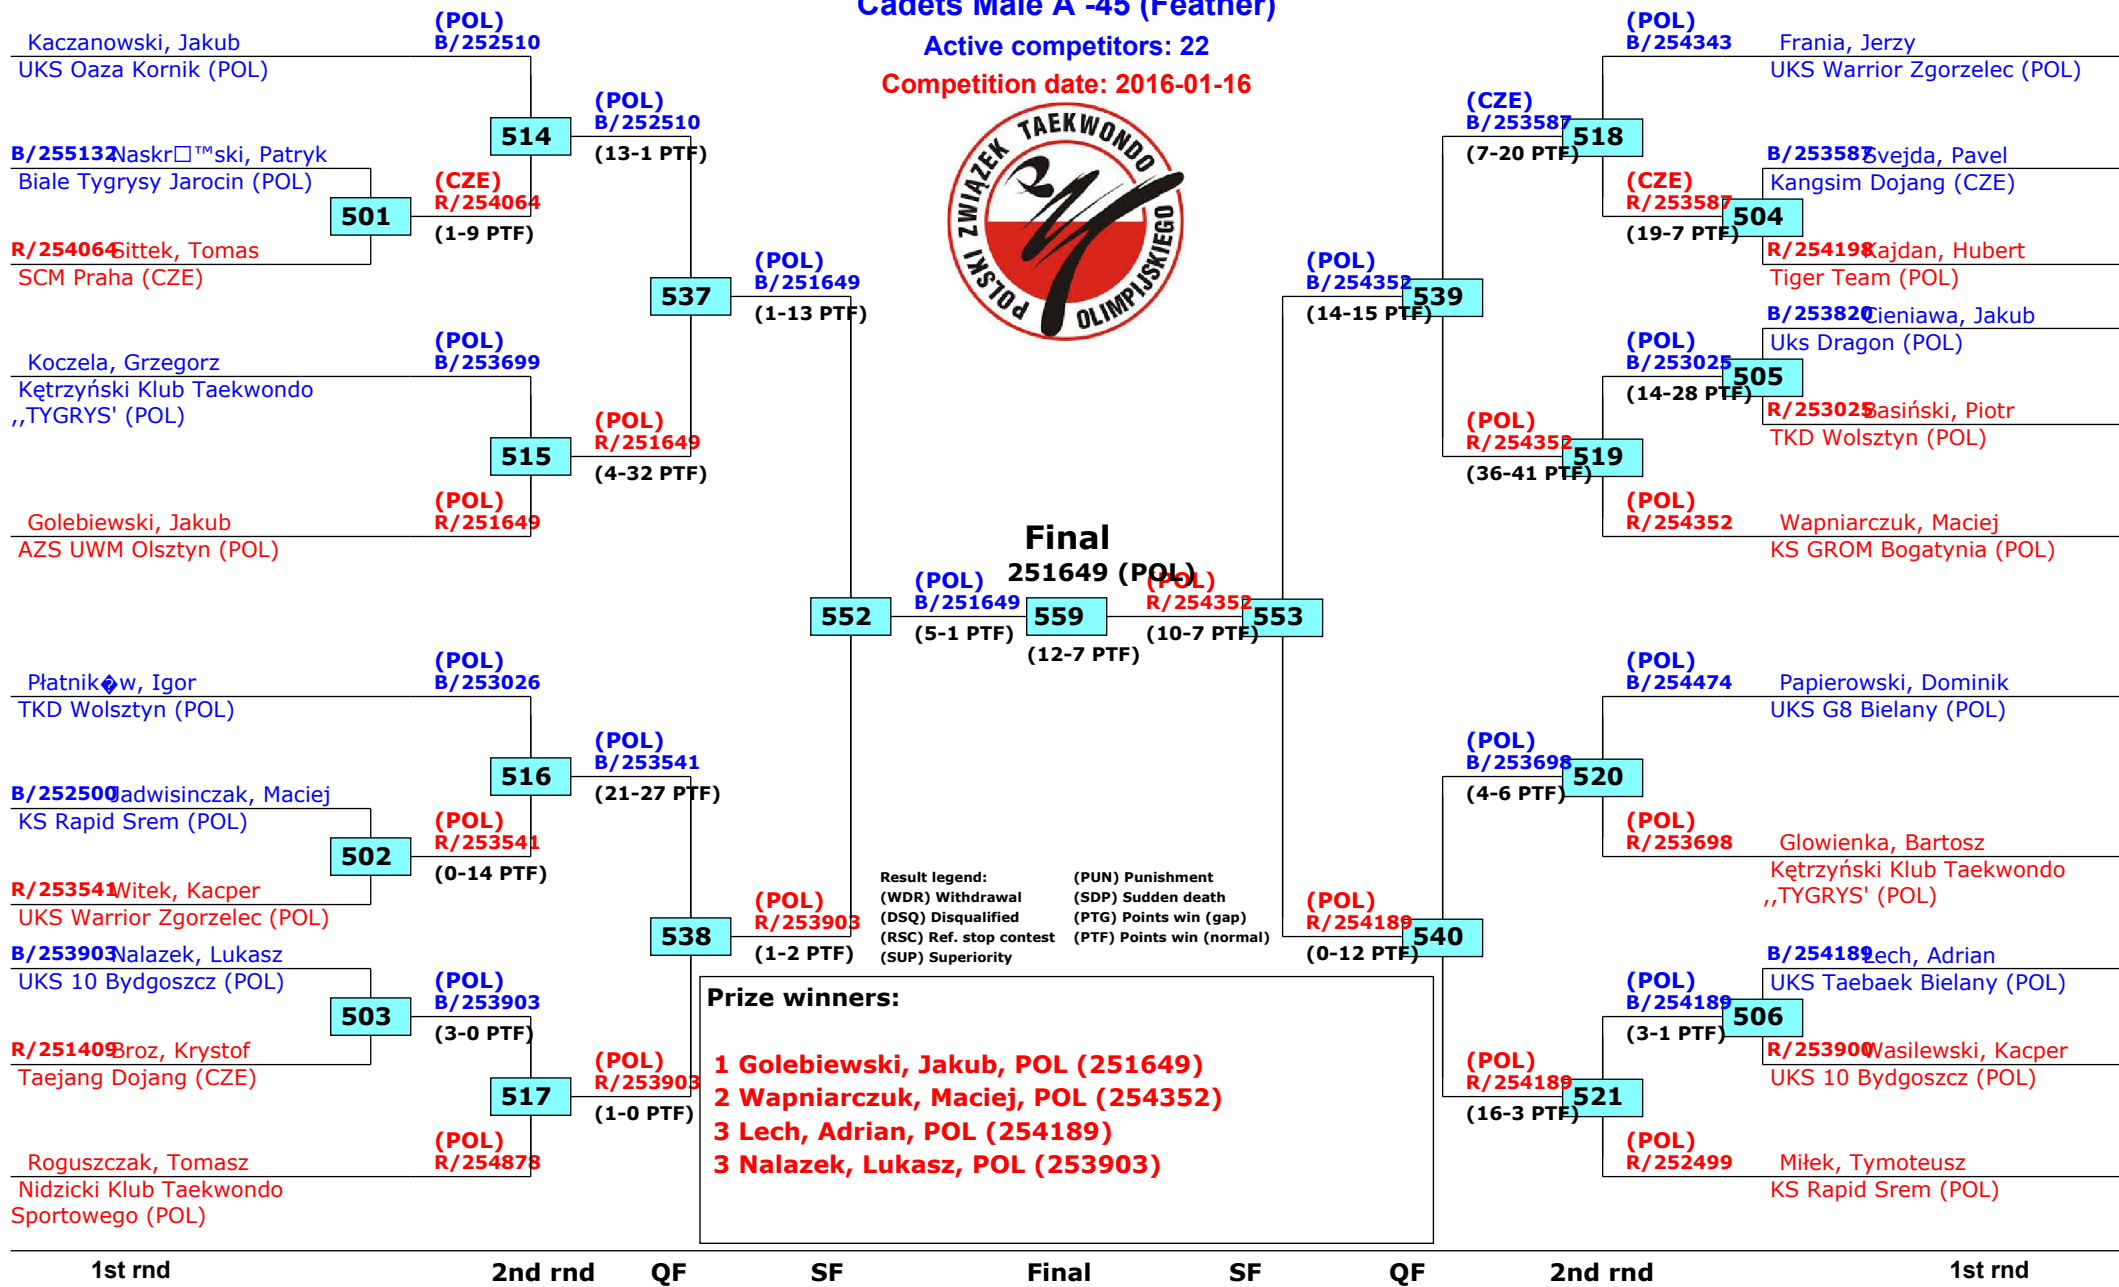 Cadets Male A -45 (Feather)
Active competitors: 22
Competition date: 2016-01-16
POLSKI ZWIĄZEK TAEKWONDO OLIMPIJSKIEGO
Kaczanowski, Jakub
UKS Oaza Kornik (POL)
(POL)
B/252510
B/255132 Naskr□™ski, Patryk
Biale Tygrysy Jarocin (POL)
501
R/254064 Sittek, Tomas
SCM Praha (CZE)
(CZE)
R/254064
(1-9 PTF)
514
(POL)
B/252510
(13-1 PTF)
Koczela, Grzegorz
Kętrzyński Klub Taekwondo
,,TYGRYS' (POL)
(POL)
B/253699
515
Golebiewski, Jakub
AZS UWM Olsztyn (POL)
(POL)
R/251649
(POL)
R/251649
(4-32 PTF)
537
(POL)
B/251649
(1-13 PTF)
Płatnik�w, Igor
TKD Wolsztyn (POL)
(POL)
B/253026
B/252500 Jadwisinczak, Maciej
KS Rapid Srem (POL)
502
R/253541 Witek, Kacper
UKS Warrior Zgorzelec (POL)
(POL)
R/253541
(0-14 PTF)
516
(POL)
B/253541
(21-27 PTF)
B/253903 Nalazek, Lukasz
UKS 10 Bydgoszcz (POL)
503
R/251409 Broz, Krystof
Taejang Dojang (CZE)
(POL)
B/253903
(3-0 PTF)
517
Roguszczak, Tomasz
Nidzicki Klub Taekwondo
Sportowego (POL)
(POL)
R/254878
(POL)
R/253903
(1-0 PTF)
538
(POL)
R/253903
(1-2 PTF)
552
(POL)
B/251649
(5-1 PTF)
Final
251649 (POL)
559
(12-7 PTF)
(POL)
R/254352
(10-7 PTF)
553
(POL)
B/254343
Frania, Jerzy
UKS Warrior Zgorzelec (POL)
(CZE)
B/253587
(7-20 PTF)
518
B/253587 Svejda, Pavel
Kangsim Dojang (CZE)
(CZE)
R/253587
(19-7 PTF)
504
R/254198 Kajdan, Hubert
Tiger Team (POL)
(POL)
B/254352
(14-15 PTF)
539
B/253820 Cieniawa, Jakub
Uks Dragon (POL)
(POL)
B/253025
(14-28 PTF)
505
R/253025 Basiński, Piotr
TKD Wolsztyn (POL)
(POL)
R/254352
(36-41 PTF)
519
(POL)
R/254352
Wapniarczuk, Maciej
KS GROM Bogatynia (POL)
(POL)
B/254474
Papierowski, Dominik
UKS G8 Bielany (POL)
(POL)
B/253698
(4-6 PTF)
520
(POL)
R/253698
Glowienka, Bartosz
Kętrzyński Klub Taekwondo
,,TYGRYS' (POL)
(POL)
R/254189
(0-12 PTF)
540
B/254189 Lech, Adrian
UKS Taebaek Bielany (POL)
(POL)
B/254189
(3-1 PTF)
506
R/253900 Wasilewski, Kacper
UKS 10 Bydgoszcz (POL)
(POL)
R/254189
(16-3 PTF)
521
(POL)
R/252499
Miłek, Tymoteusz
KS Rapid Srem (POL)
Result legend:
(WDR) Withdrawal
(DSQ) Disqualified
(RSC) Ref. stop contest
(SUP) Superiority
(PUN) Punishment
(SDP) Sudden death
(PTG) Points win (gap)
(PTF) Points win (normal)
Prize winners:
1 Golebiewski, Jakub, POL (251649)
2 Wapniarczuk, Maciej, POL (254352)
3 Lech, Adrian, POL (254189)
3 Nalazek, Lukasz, POL (253903)
1st rnd 2nd rnd QF SF Final SF QF 2nd rnd 1st rnd